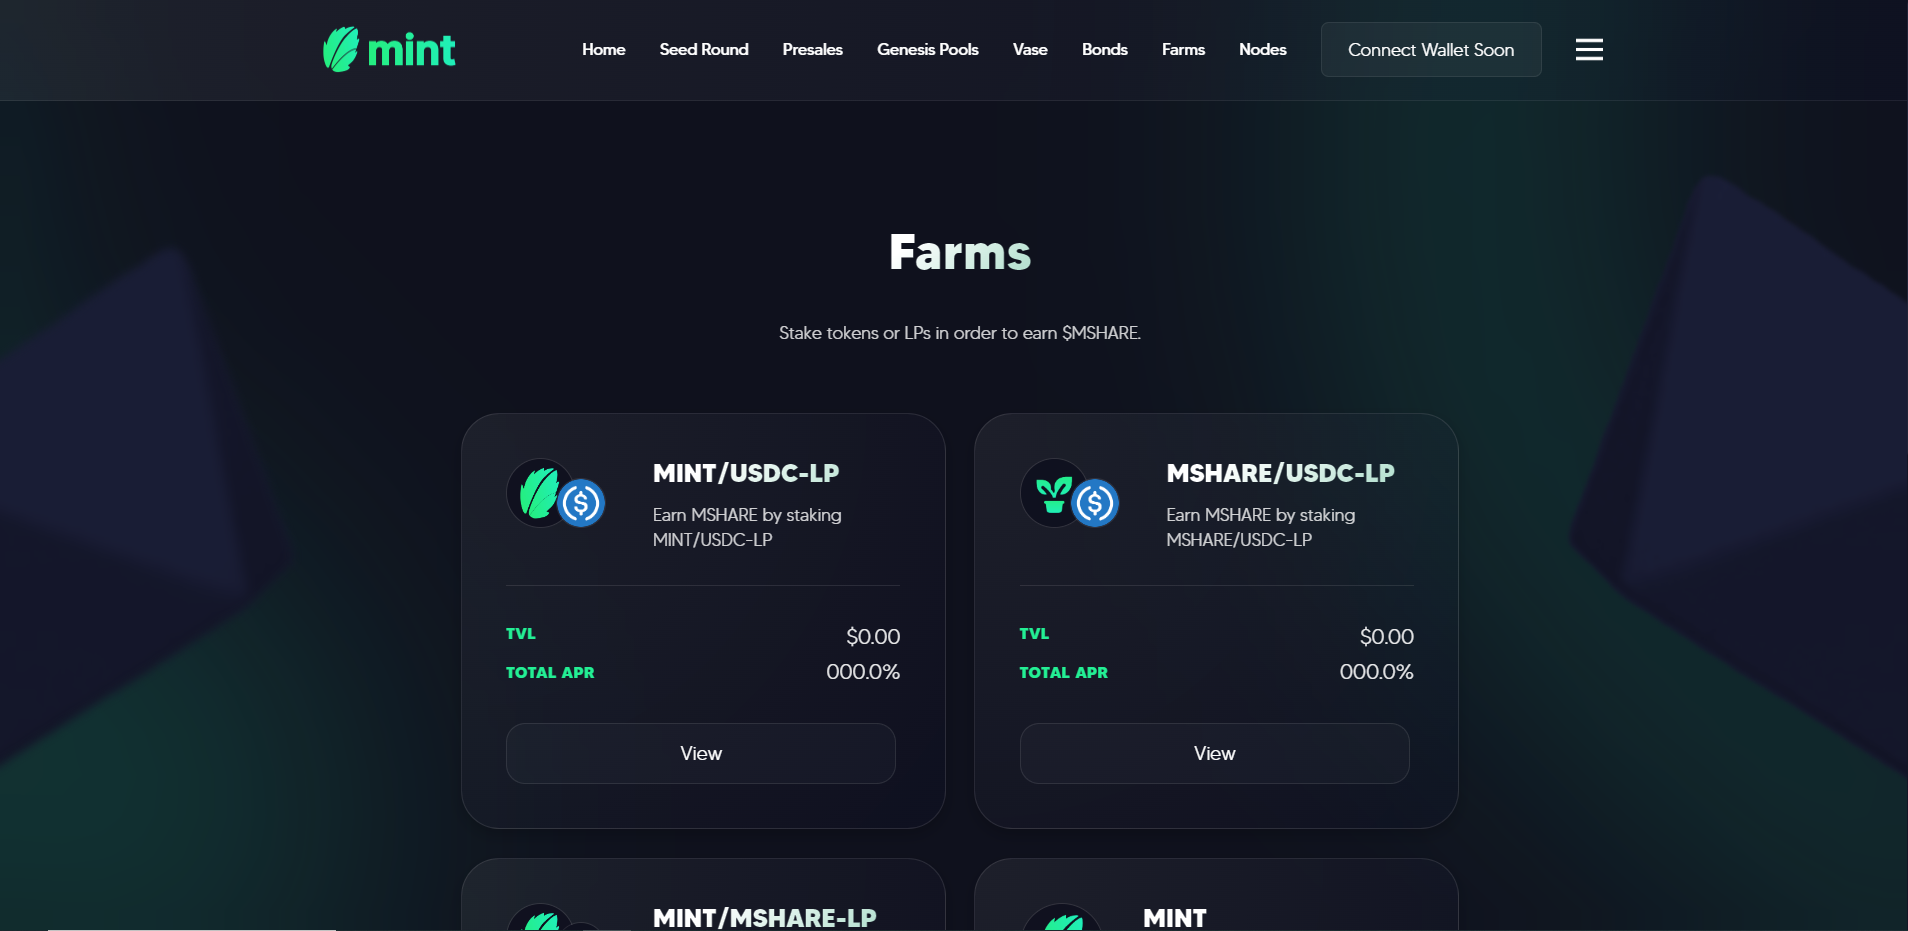 mint
Home
Seed Round
Presales
Genesis Pools
Vase
Bonds
Farms
Nodes
Connect Wallet Soon
Farms
Stake tokens or LPs in order to earn $MSHARE.
MINT/USDC-LP
Earn MSHARE by staking
MINT/USDC-LP
TVL
$0.00
TOTAL APR
000.0%
View
MSHARE/USDC-LP
Earn MSHARE by staking
MSHARE/USDC-LP
TVL
$0.00
TOTAL APR
000.0%
View
MINT/MSHARE-LP
MINT